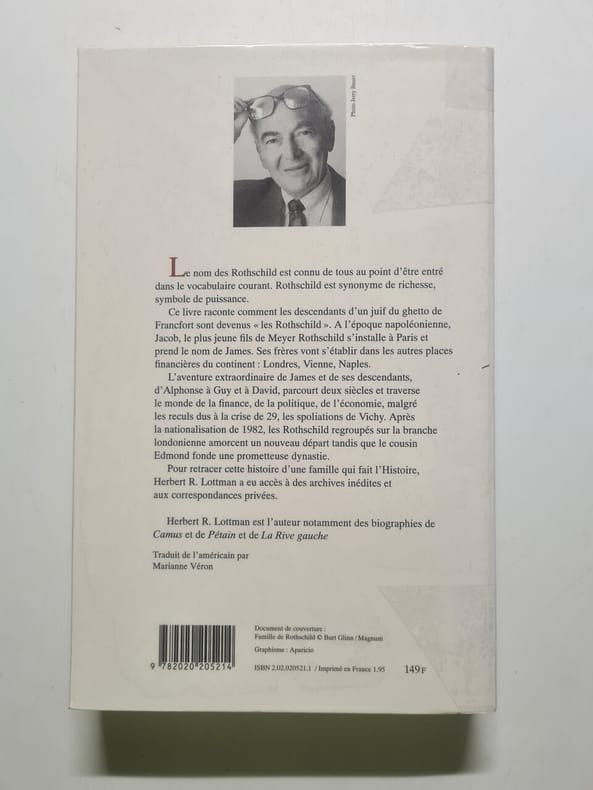 Photo Jerry Bauer
Le nom des Rothschild est connu de tous au point d'être entré
dans le vocabulaire courant. Rothschild est synonyme de richesse,
symbole de puissance.
Ce livre raconte comment les descendants d'un juif du ghetto de
Francfort sont devenus « les Rothschild ». A l'époque napoléonienne,
Jacob, le plus jeune fils de Meyer Rothschild s'installe à Paris et
prend le nom de James. Ses frères vont s'établir dans les autres places
financières du continent : Londres, Vienne, Naples.
L'aventure extraordinaire de James et de ses descendants,
d'Alphonse à Guy et à David, parcourt deux siècles et traverse
le monde de la finance, de la politique, de l'économie, malgré
les reculs dus à la crise de 29, les spoliations de Vichy. Après
la nationalisation de 1982, les Rothschild regroupés sur la branche
londonienne amorcent un nouveau départ tandis que le cousin
Edmond fonde une prometteuse dynastie.
Pour retracer cette histoire d'une famille qui fait l'Histoire,
Herbert R. Lottman a eu accès à des archives inédites et
aux correspondances privées.
Herbert R. Lottman est l'auteur notamment des biographies de
Camus et de Pétain et de La Rive gauche
Traduit de l'américain par
Marianne Véron
Document de couverture :
Famille de Rothschild © Burt Glinn / Magnum
Graphisme : Aparicio
ISBN 2.02.020521.1 / Imprimé en France 1.95 149 F
9 782020 205214